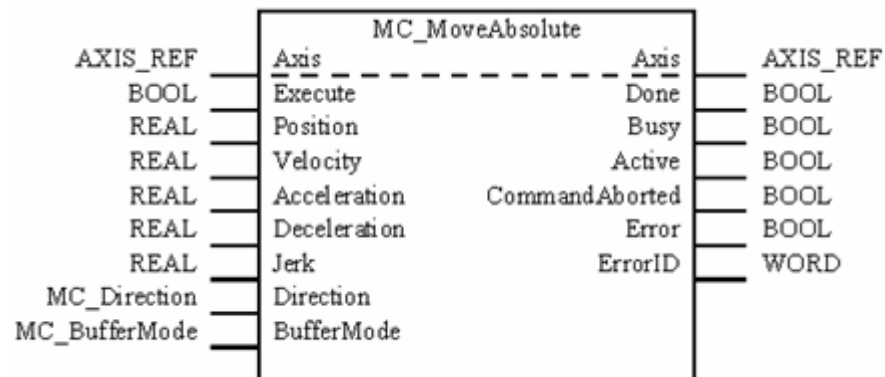 MC_MoveAbsolute
AXIS_REF Axis Axis AXIS_REF
BOOL Execute Done BOOL
REAL Position Busy BOOL
REAL Velocity Active BOOL
REAL Acceleration CommandAborted BOOL
REAL Deceleration Error BOOL
REAL Jerk ErrorID WORD
MC_Direction Direction
MC_BufferMode BufferMode